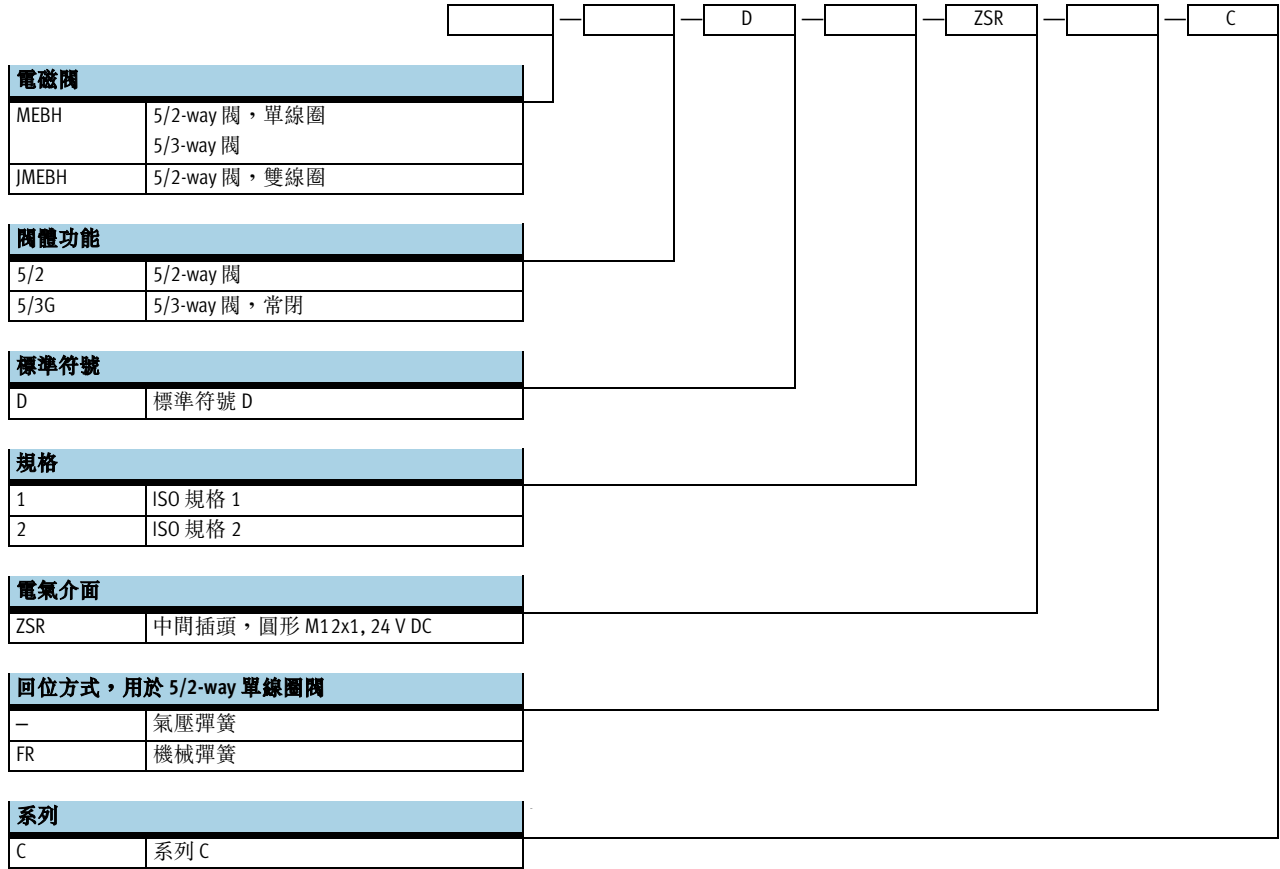 — — D — — ZSR — — C
電磁閥
MEBH 5/2-way 閥，單線圈
5/3-way 閥
JMEBH 5/2-way 閥，雙線圈
閥體功能
5/2 5/2-way 閥
5/3G 5/3-way 閥，常閉
標準符號
D 標準符號 D
規格
1 ISO 規格 1
2 ISO 規格 2
電氣介面
ZSR 中間插頭，圓形 M12x1, 24 V DC
回位方式，用於 5/2-way 單線圈閥
– 氣壓彈簧
FR 機械彈簧
系列
C 系列 C